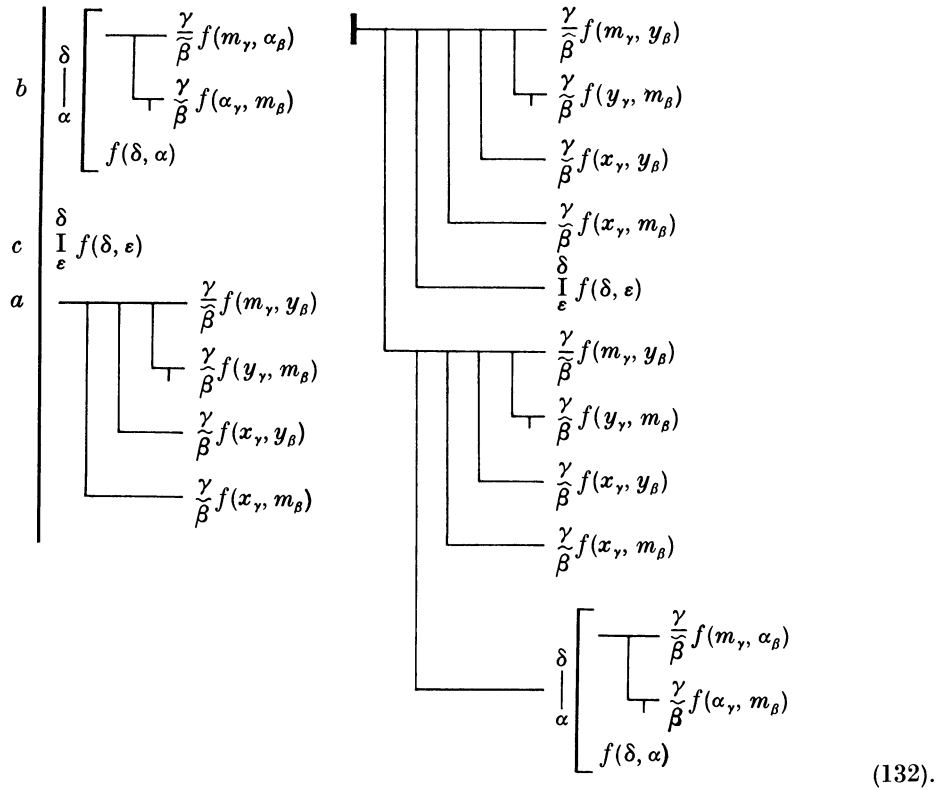 b δ | α
γ/β̃ f(m_γ, α_β)
γ/β̃ f(α_γ, m_β)
f(δ, α)
c δ I ε f(δ, ε)
a γ/β̃ f(m_γ, y_β)
γ/β̃ f(y_γ, m_β)
γ/β̃ f(x_γ, y_β)
γ/β̃ f(x_γ, m_β)
γ/β̃ f(m_γ, y_β)
γ/β̃ f(y_γ, m_β)
γ/β̃ f(x_γ, y_β)
γ/β̃ f(x_γ, m_β)
δ I ε f(δ, ε)
γ/β̃ f(m_γ, y_β)
γ/β̃ f(y_γ, m_β)
γ/β̃ f(x_γ, y_β)
γ/β̃ f(x_γ, m_β)
δ | α
γ/β̃ f(m_γ, α_β)
γ/β̃ f(α_γ, m_β)
f(δ, α)
(132).